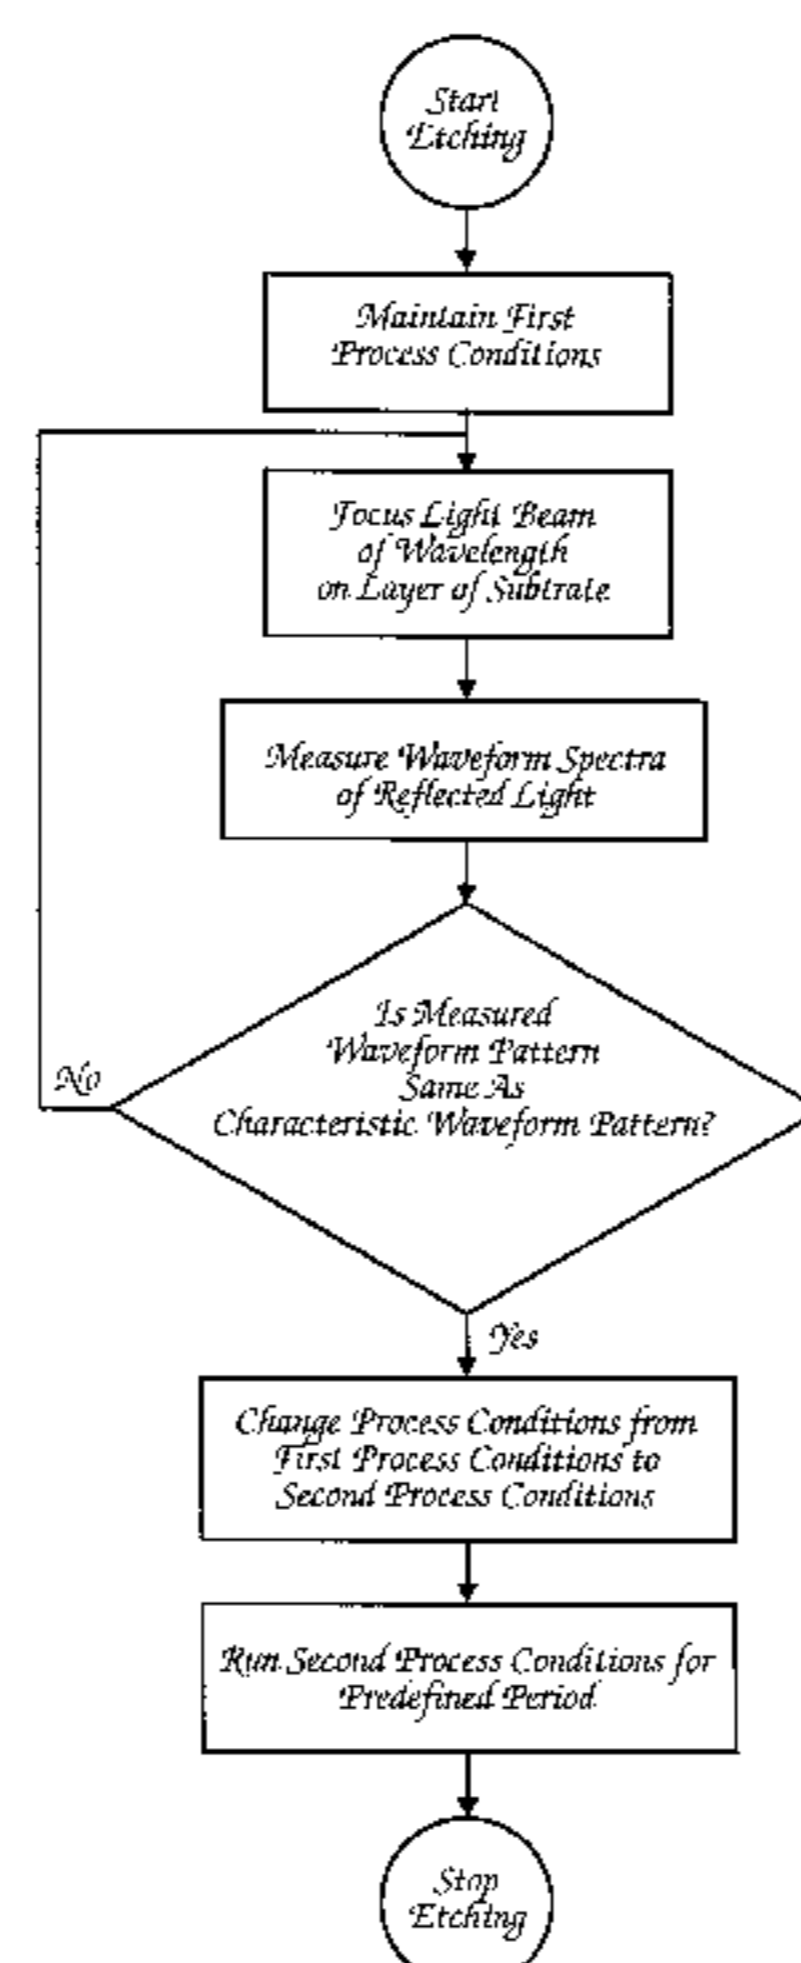 Start
Etching
Maintain First
Process Conditions
Focus Light Beam
of Wavelength
on Layer of Subtrate
Measure Waveform Spectra
of Reflected Light
Is Measured
Waveform Pattern
Same As
Characteristic Waveform Pattern?
No
Yes
Change Process Conditions from
First Process Conditions to
Second Process Conditions
Run Second Process Conditions for
Predefined Period
Stop
Etching